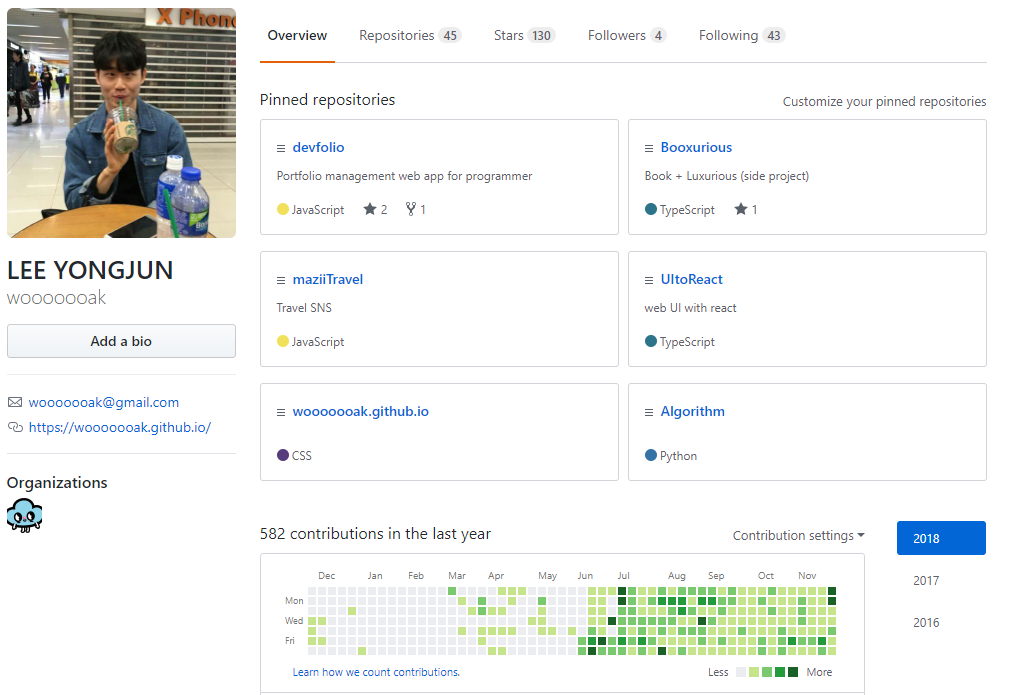 X Phone
Overview Repositories 45 Stars 130 Followers 4 Following 43
Pinned repositories Customize your pinned repositories
devfolio
Portfolio management web app for programmer
JavaScript 2 1
Booxurious
Book + Luxurious (side project)
TypeScript 1
maziiTravel
Travel SNS
JavaScript
UItoReact
web UI with react
TypeScript
wooooooak.github.io
CSS
Algorithm
Python
LEE YONGJUN
wooooooak
Add a bio
wooooooak@gmail.com
https://wooooooak.github.io/
Organizations
582 contributions in the last year Contribution settings
2018
2017
2016
Dec Jan Feb Mar Apr May Jun Jul Aug Sep Oct Nov
Mon
Wed
Fri
Learn how we count contributions. Less More